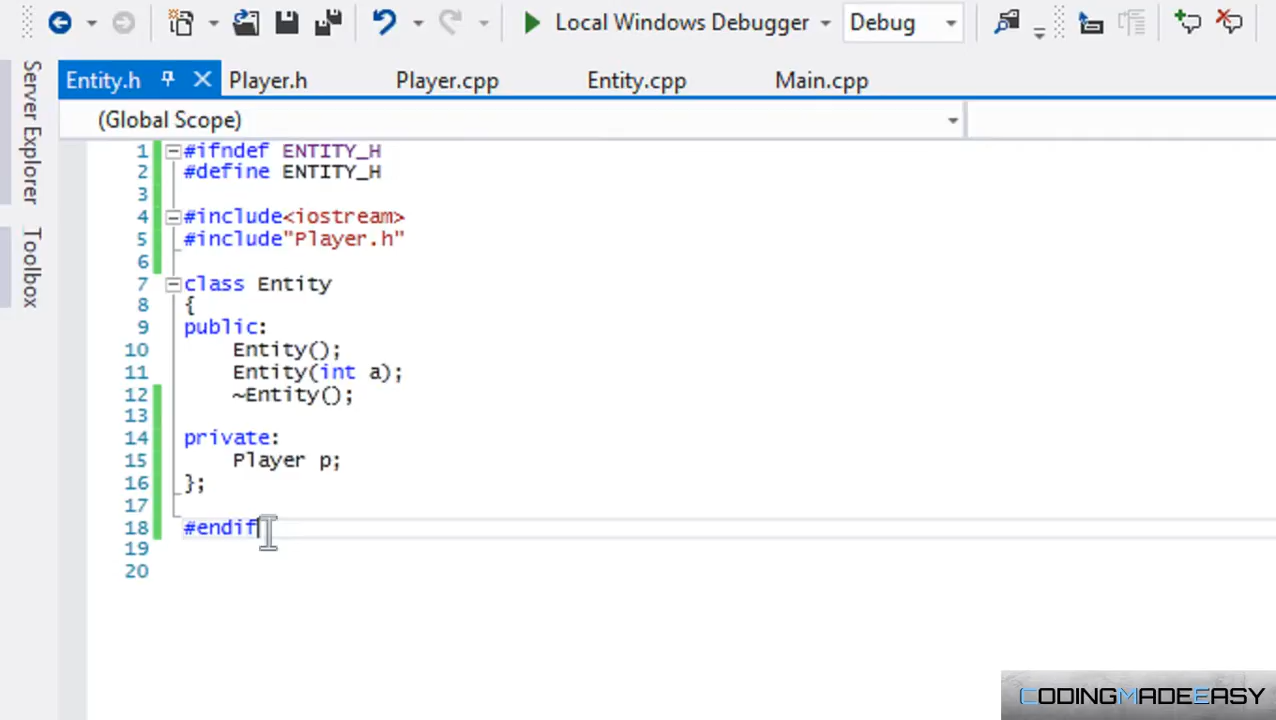 Local Windows Debugger Debug
Server Explorer
Toolbox
Entity.h Player.h Player.cpp Entity.cpp Main.cpp
(Global Scope)
1 #ifndef ENTITY_H
2 #define ENTITY_H
3
4 #include<iostream>
5 #include"Player.h"
6
7 class Entity
8 {
9 public:
10 Entity();
11 Entity(int a);
12 ~Entity();
13
14 private:
15 Player p;
16 };
17
18 #endif
19
20
CODINGMADEEASY